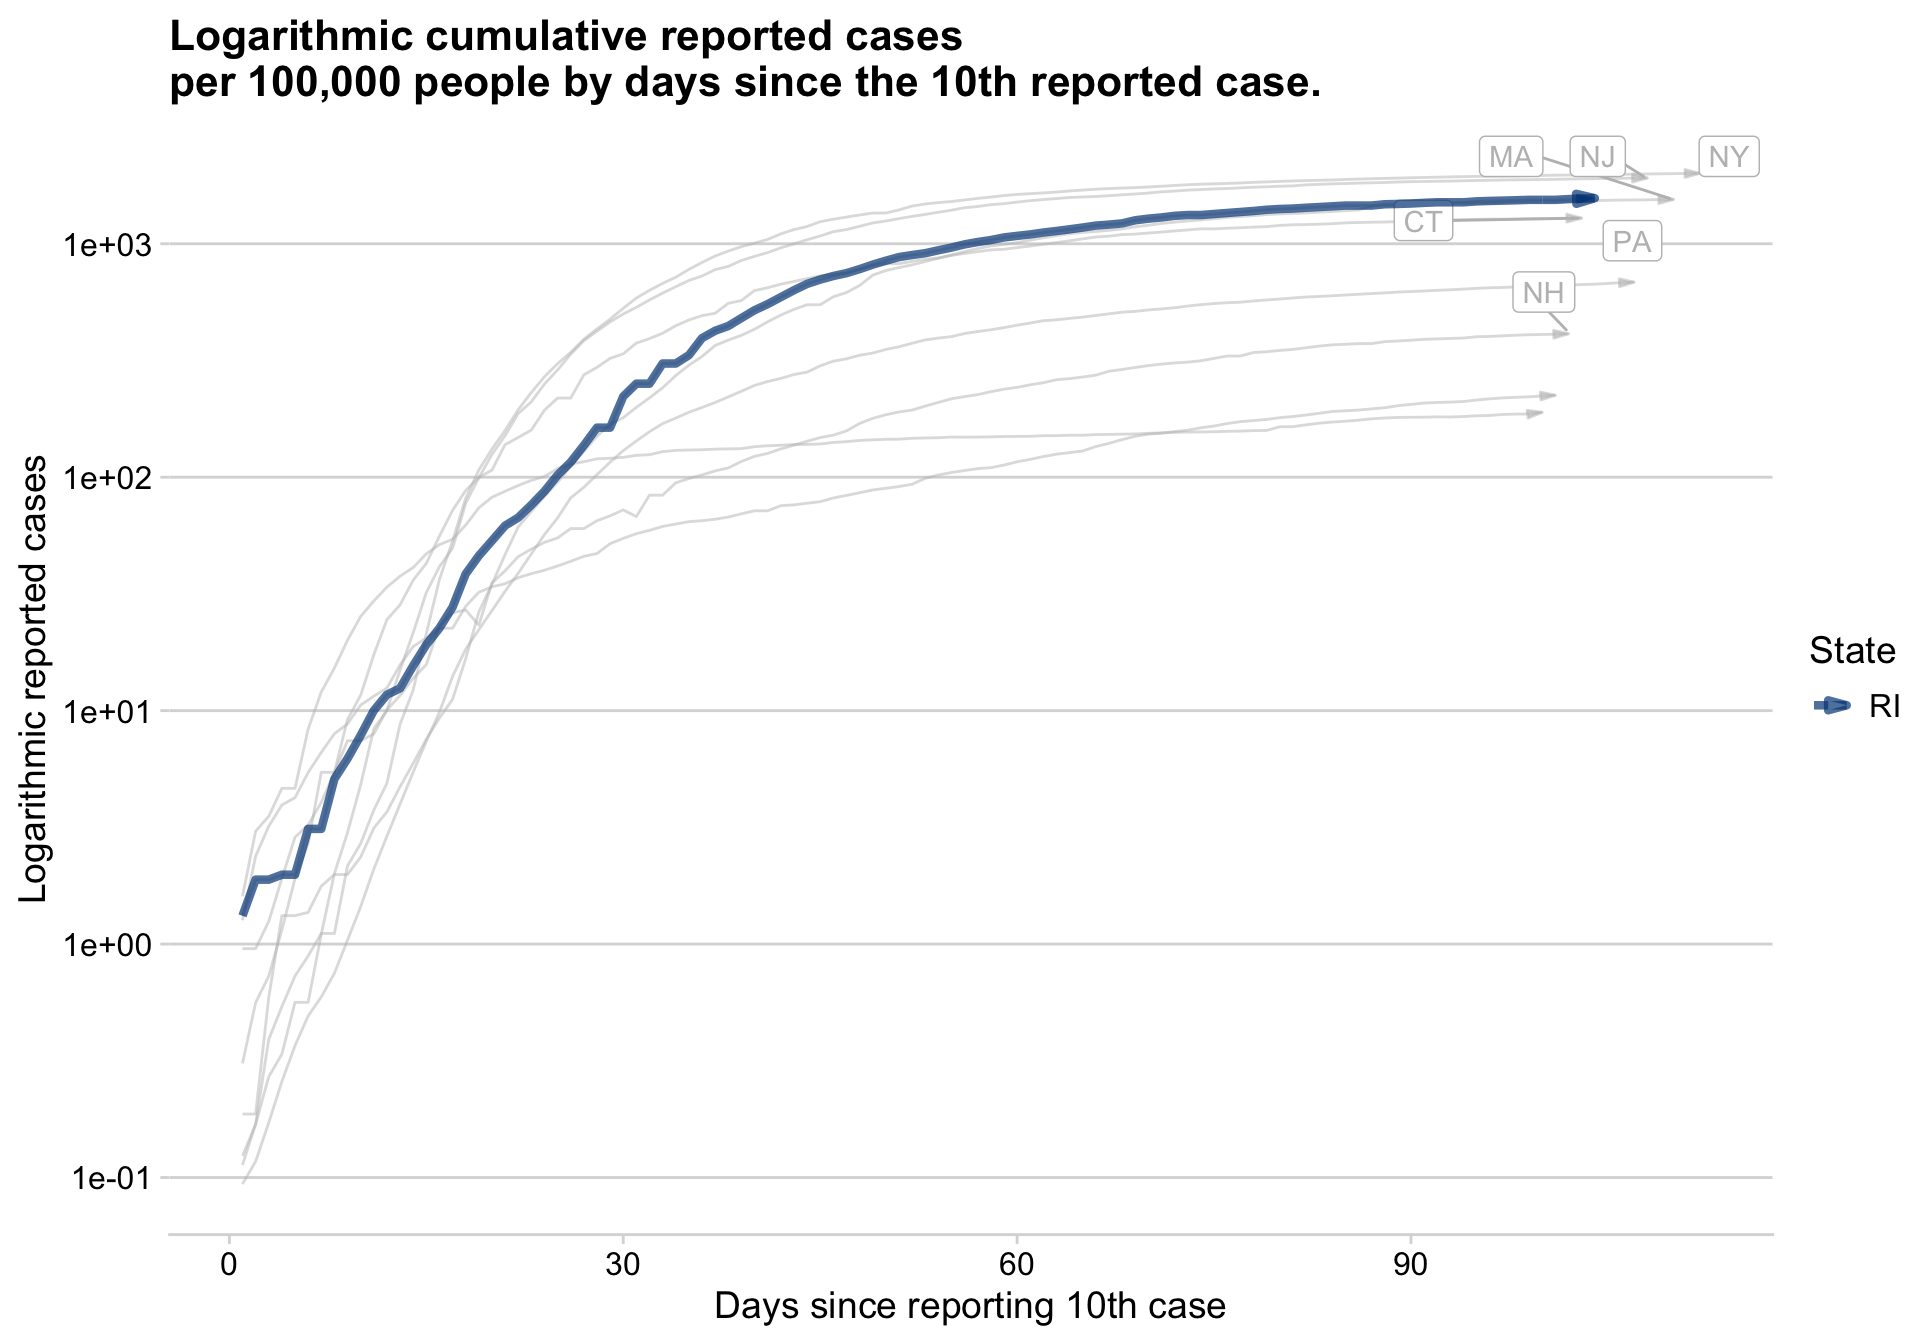 Logarithmic cumulative reported cases
per 100,000 people by days since the 10th reported case.
MA
NJ
NY
CT
PA
NH
1e+03
1e+02
1e+01
1e+00
1e-01
Logarithmic reported cases
0
30
60
90
Days since reporting 10th case
State
RI